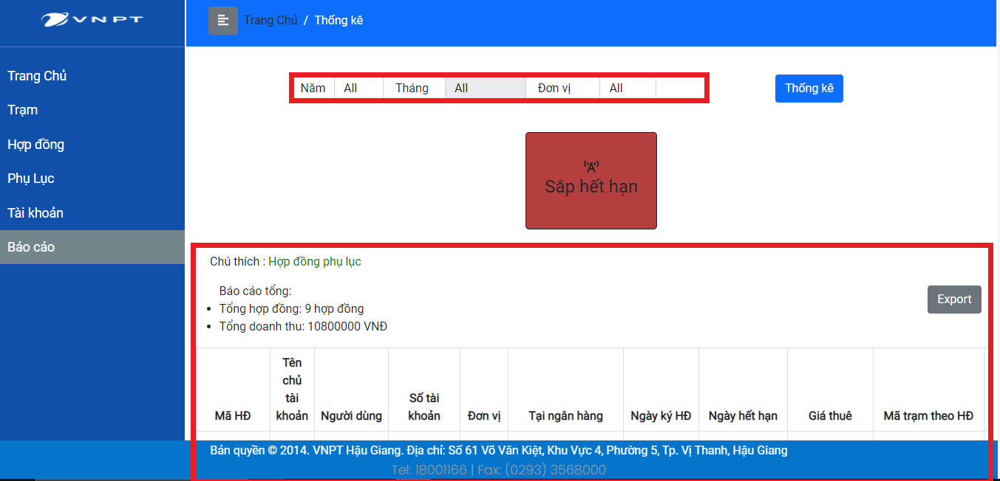 VNPT
Trang Chủ / Thống kê
Trang Chủ
Trạm
Hợp đồng
Phụ Lục
Tài khoản
Báo cáo
Năm All Tháng All Đơn vị All
Thống kê
Sắp hết hạn
Chú thích : Hợp đồng phụ lục
Báo cáo tổng:
• Tổng hợp đồng: 9 hợp đồng
• Tổng doanh thu: 10800000 VNĐ
Export
Mã HĐ
Tên
chủ
tài
khoản
Người dùng
Số tài
khoản
Đơn vị
Tại ngân hàng
Ngày ký HĐ
Ngày hết hạn
Giá thuê
Mã trạm theo HĐ
Bản quyền © 2014. VNPT Hậu Giang. Địa chỉ: Số 61 Võ Văn Kiệt, Khu Vực 4, Phường 5, Tp. Vị Thanh, Hậu Giang
Tel: 18001166 | Fax: (0293) 3568000